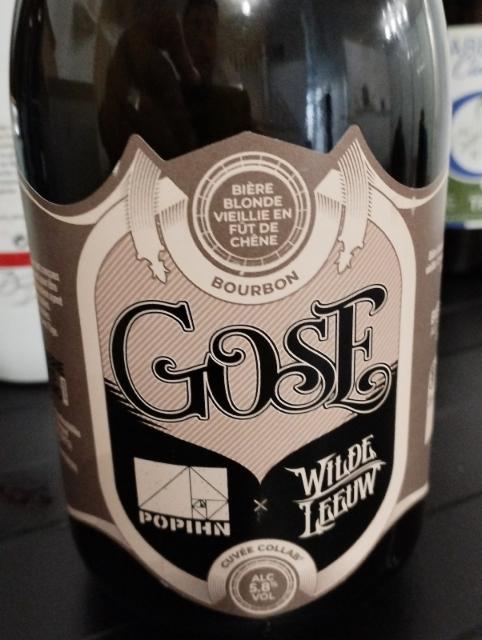 BIÈRE
BLONDE
VIEILLIE EN
FÛT DE
CHÊNE
BOURBON
GOSE
POPIHN
×
WILDE
LEEUW
CUVÉE COLLAB'
ALC
5.8%
VOL